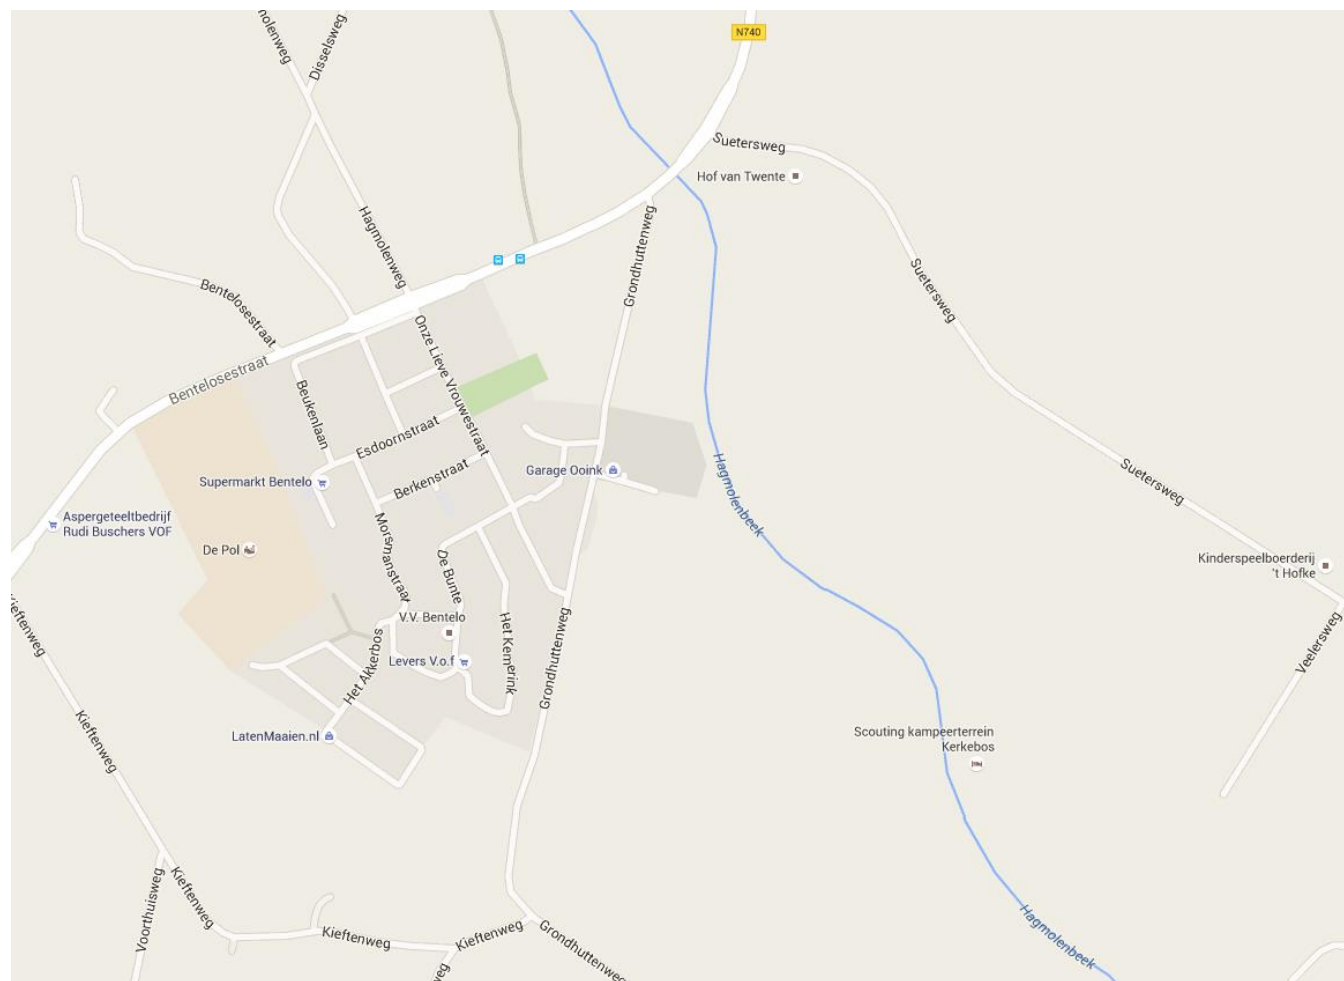 N740
molenweg
Disselsweg
Suetersweg
Hof van Twente
Hagmolenweg
Grondhuttenweg
Bentelosestraat
Suetersweg
Onze Lieve Vrouwestraat
Bentelosestraat
Beukenlaan
Esdoornstraat
Berkenstraat
Garage Ooink
Supermarkt Bentelo
Suetersweg
Hagmolenbeek
Aspergeteeltbedrijf
Rudi Buschers VOF
De Pol
Morsmanstraat
De Bunte
Kinderspeelboerderij
't Hofke
Kieftenweg
V.V. Bentelo
Het Kemerink
Grondhuttenweg
Veelersweg
Levers V.o.f
Het Akkerbos
Kieftenweg
LatenMaaien.nl
Scouting kampeerterrein
Kerkebos
Voorthuisweg
Kieftenweg
Kieftenweg
Kieftenweg
Grondhuttenweg
Hagmolenbeek
weg